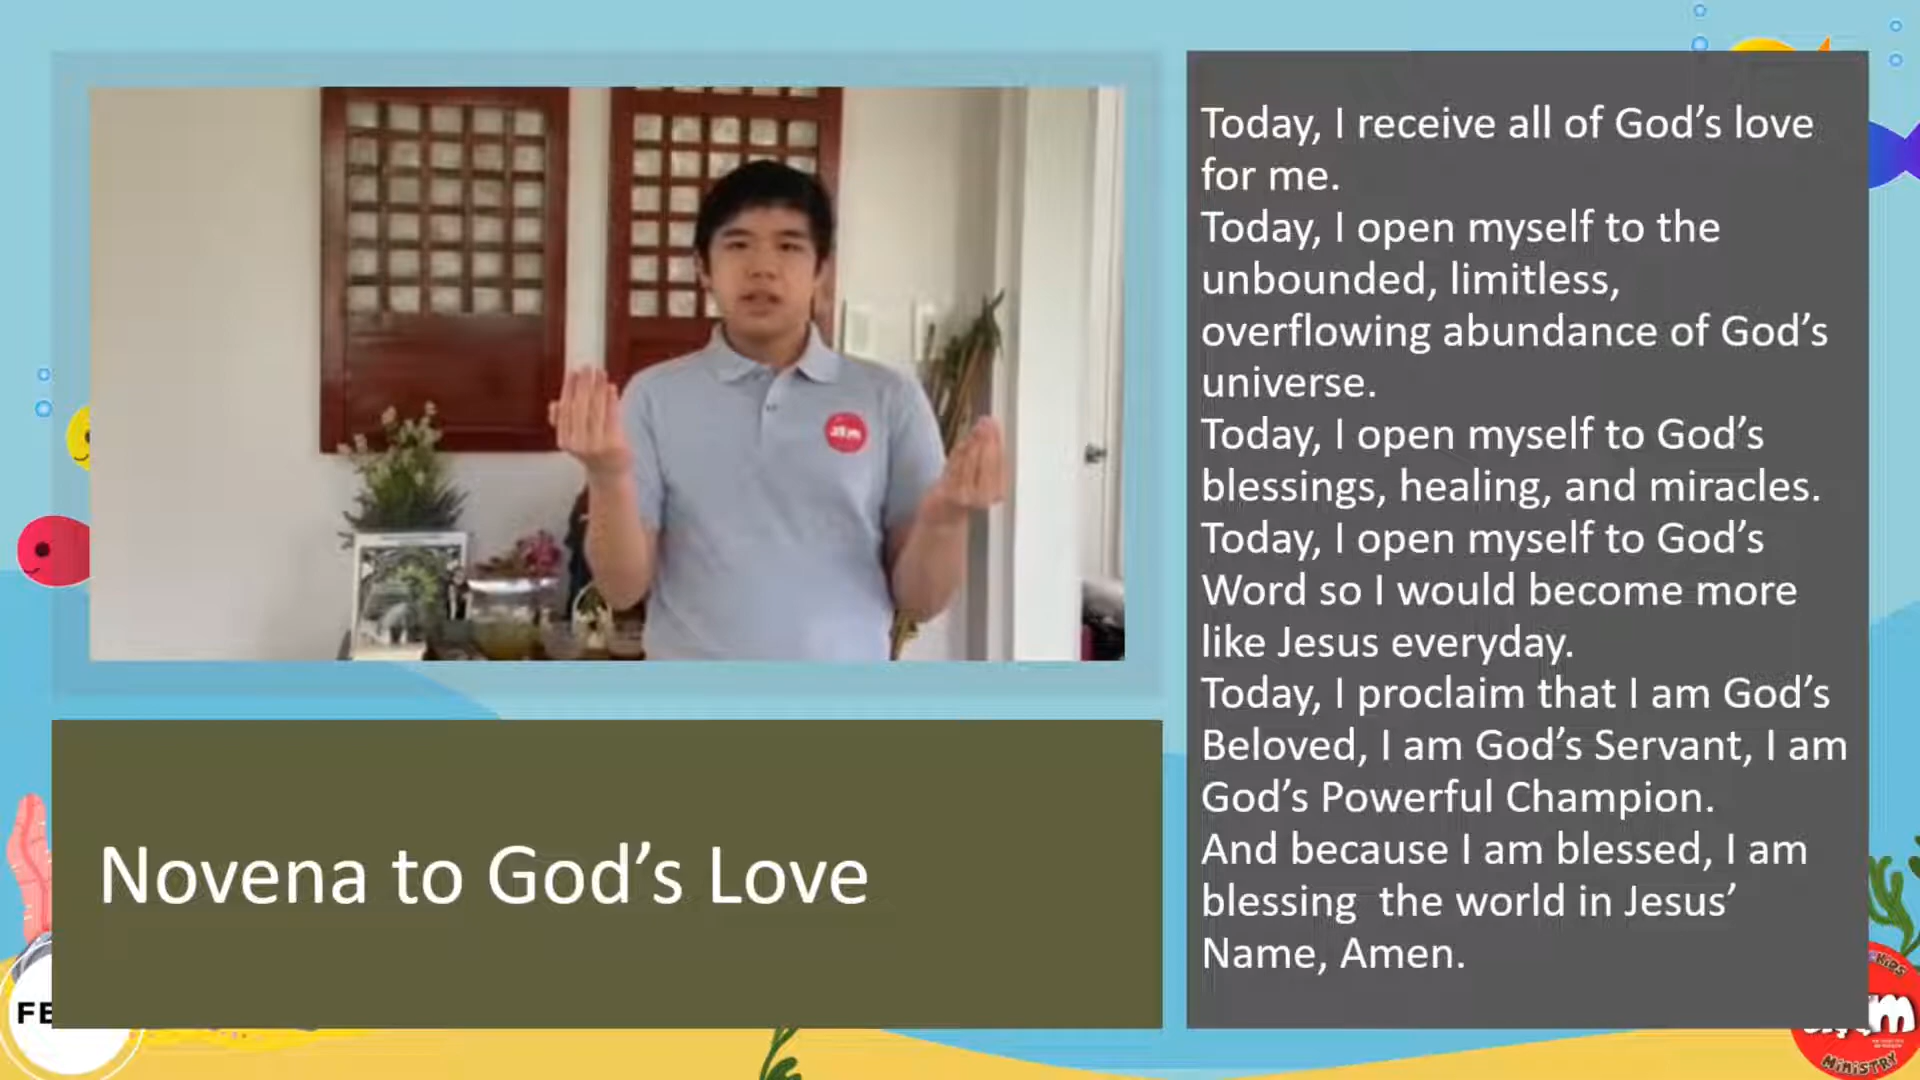 Today, I receive all of God’s love
for me.
Today, I open myself to the
unbounded, limitless,
overflowing abundance of God’s
universe.
Today, I open myself to God’s
blessings, healing, and miracles.
Today, I open myself to God’s
Word so I would become more
like Jesus everyday.
Today, I proclaim that I am God’s
Beloved, I am God’s Servant, I am
God’s Powerful Champion.
And because I am blessed, I am
blessing  the world in Jesus’
Name, Amen.
Novena to God’s Love
FE
KiDS
MiNiSTRY